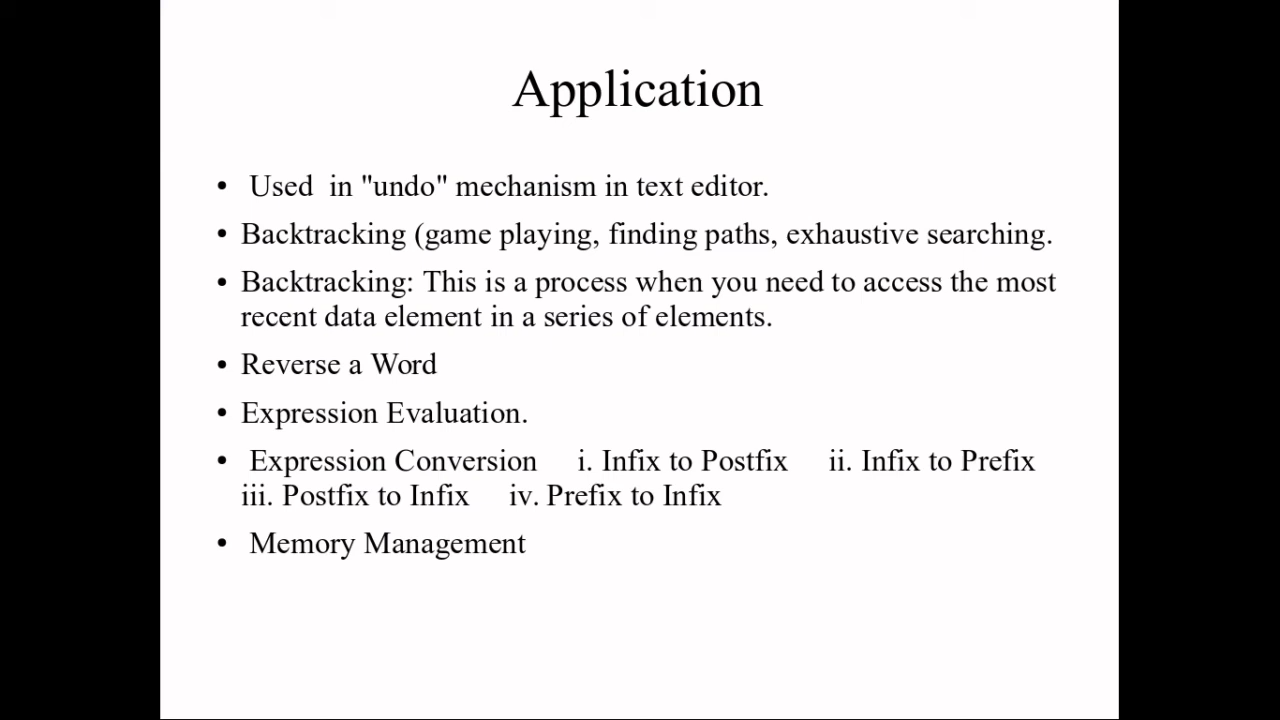 Application
• Used in "undo" mechanism in text editor.
• Backtracking (game playing, finding paths, exhaustive searching.
• Backtracking: This is a process when you need to access the most
recent data element in a series of elements.
• Reverse a Word
• Expression Evaluation.
• Expression Conversion i. Infix to Postfix ii. Infix to Prefix
iii. Postfix to Infix iv. Prefix to Infix
• Memory Management